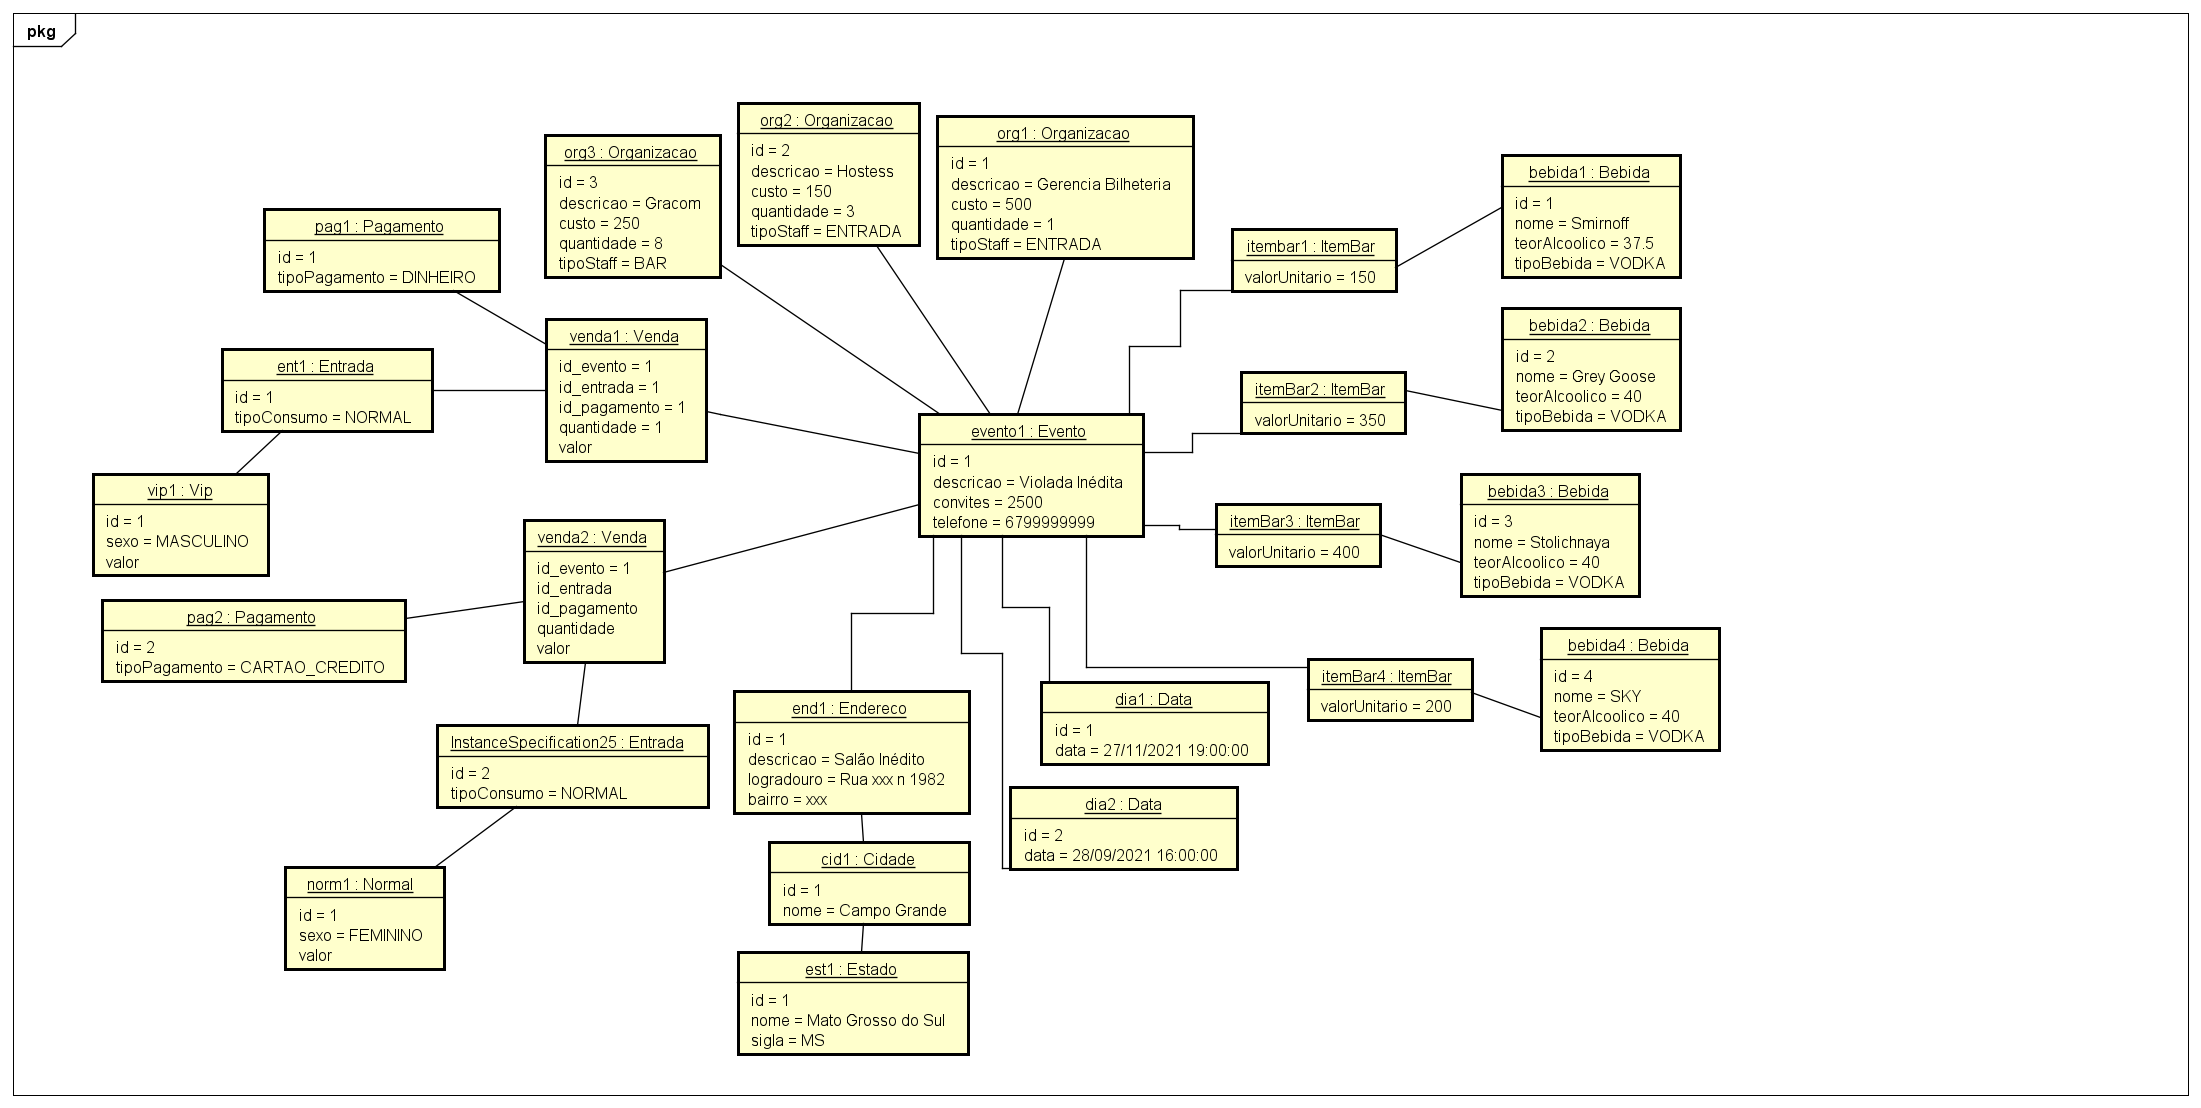 pkg
org2 : Organizacao
id = 2
descricao = Hostess
custo = 150
quantidade = 3
tipoStaff = ENTRADA
org1 : Organizacao
id = 1
descricao = Gerencia Bilheteria
custo = 500
quantidade = 1
tipoStaff = ENTRADA
org3 : Organizacao
id = 3
descricao = Gracom
custo = 250
quantidade = 8
tipoStaff = BAR
bebida1 : Bebida
id = 1
nome = Smirnoff
teorAlcoolico = 37.5
tipoBebida = VODKA
pag1 : Pagamento
id = 1
tipoPagamento = DINHEIRO
itembar1 : ItemBar
valorUnitario = 150
bebida2 : Bebida
id = 2
nome = Grey Goose
teorAlcoolico = 40
tipoBebida = VODKA
venda1 : Venda
id_evento = 1
id_entrada = 1
id_pagamento = 1
quantidade = 1
valor
ent1 : Entrada
id = 1
tipoConsumo = NORMAL
itemBar2 : ItemBar
valorUnitario = 350
evento1 : Evento
id = 1
descricao = Violada Inédita
convites = 2500
telefone = 6799999999
vip1 : Vip
id = 1
sexo = MASCULINO
valor
bebida3 : Bebida
id = 3
nome = Stolichnaya
teorAlcoolico = 40
tipoBebida = VODKA
itemBar3 : ItemBar
valorUnitario = 400
venda2 : Venda
id_evento = 1
id_entrada
id_pagamento
quantidade
valor
pag2 : Pagamento
id = 2
tipoPagamento = CARTAO_CREDITO
bebida4 : Bebida
id = 4
nome = SKY
teorAlcoolico = 40
tipoBebida = VODKA
itemBar4 : ItemBar
valorUnitario = 200
dia1 : Data
id = 1
data = 27/11/2021 19:00:00
end1 : Endereco
id = 1
descricao = Salão Inédito
logradouro = Rua xxx n 1982
bairro = xxx
InstanceSpecification25 : Entrada
id = 2
tipoConsumo = NORMAL
dia2 : Data
id = 2
data = 28/09/2021 16:00:00
cid1 : Cidade
id = 1
nome = Campo Grande
norm1 : Normal
id = 1
sexo = FEMININO
valor
est1 : Estado
id = 1
nome = Mato Grosso do Sul
sigla = MS